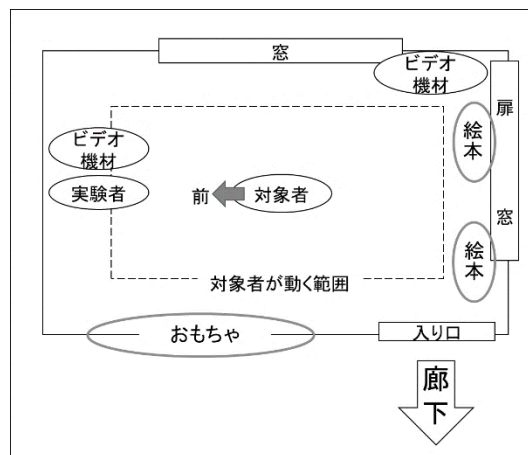 窓
ビデオ
機材
扉
絵
本
ビデオ
機材
実験者
前
対象者
窓
絵
本
対象者が動く範囲
おもちゃ
入り口
廊
下